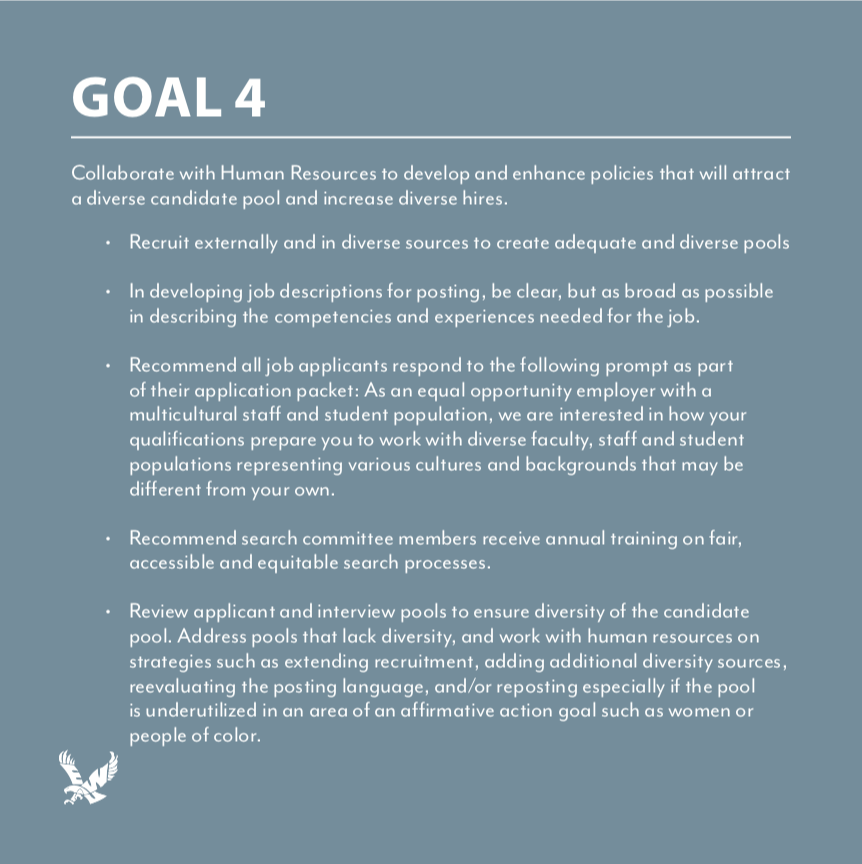 GOAL 4
Collaborate with Human Resources to develop and enhance policies that will attract
a diverse candidate pool and increase diverse hires.
• Recruit externally and in diverse sources to create adequate and diverse pools
• In developing job descriptions for posting, be clear, but as broad as possible
in describing the competencies and experiences needed for the job.
• Recommend all job applicants respond to the following prompt as part
of their application packet: As an equal opportunity employer with a
multicultural staff and student population, we are interested in how your
qualifications prepare you to work with diverse faculty, staff and student
populations representing various cultures and backgrounds that may be
different from your own.
• Recommend search committee members receive annual training on fair,
accessible and equitable search processes.
• Review applicant and interview pools to ensure diversity of the candidate
pool. Address pools that lack diversity, and work with human resources on
strategies such as extending recruitment, adding additional diversity sources,
reevaluating the posting language, and/or reposting especially if the pool
is underutilized in an area of an affirmative action goal such as women or
people of color.